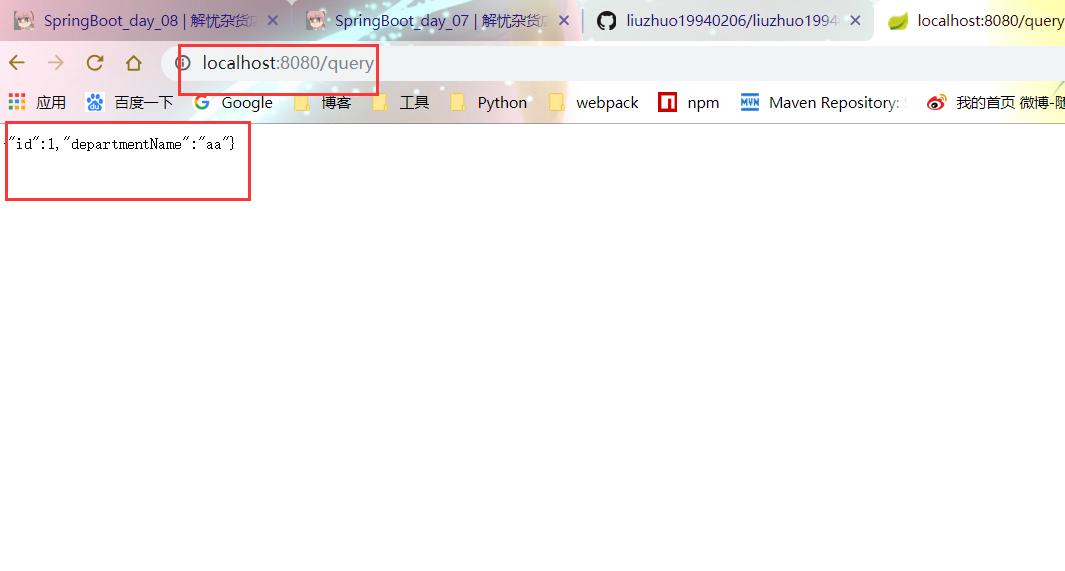 SpringBoot_day_08 | 解忧杂货店 SpringBoot_day_07 | 解忧杂货店 liuzhuo19940206/liuzhuo1994 localhost:8080/query
localhost:8080/query
应用 百度一下 Google 博客 工具 Python webpack npm Maven Repository: 我的首页 微博-随
"id":1,"departmentName":"aa"}